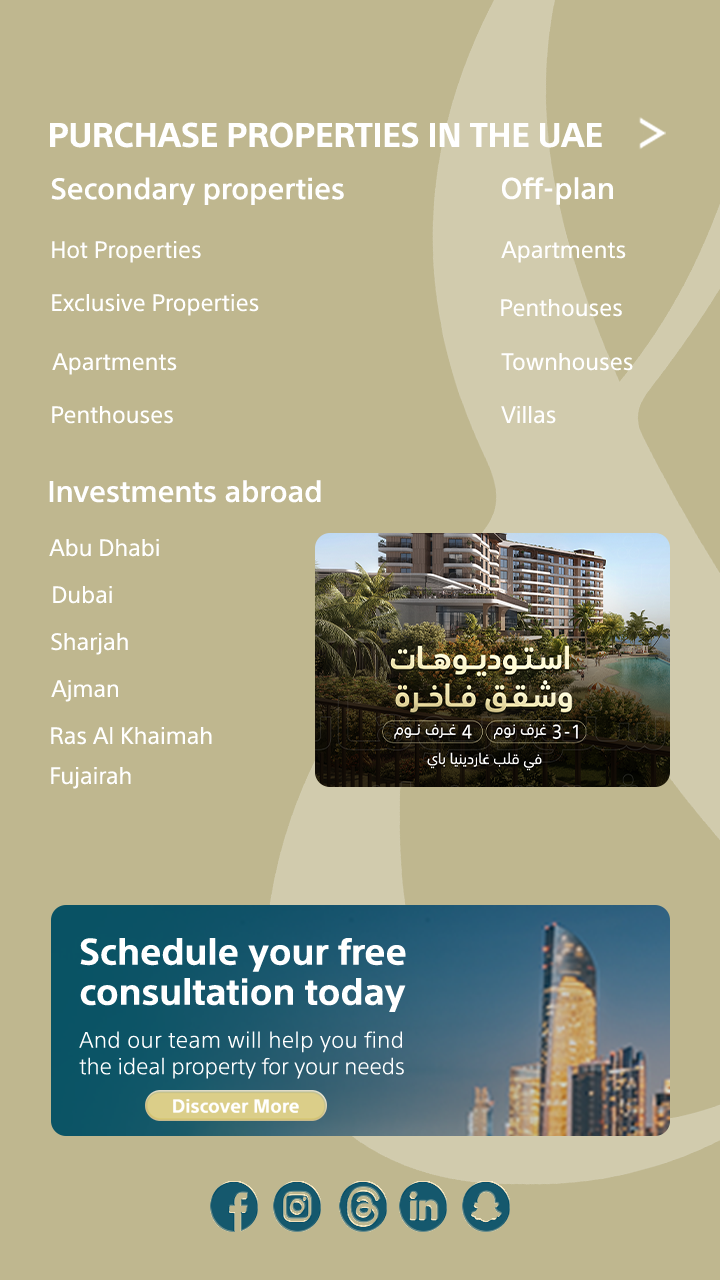 PURCHASE PROPERTIES IN THE UAE >
Secondary properties
Hot Properties
Exclusive Properties
Apartments
Penthouses
Off-plan
Apartments
Penthouses
Townhouses
Villas
Investments abroad
Abu Dhabi
Dubai
Sharjah
Ajman
Ras Al Khaimah
Fujairah
استوديوهات
وشقق فاخرة
1-3 غرف نوم
4 غرف نوم
في قلب غاردينيا باي
Schedule your free
consultation today
And our team will help you find
the ideal property for your needs
Discover More
in